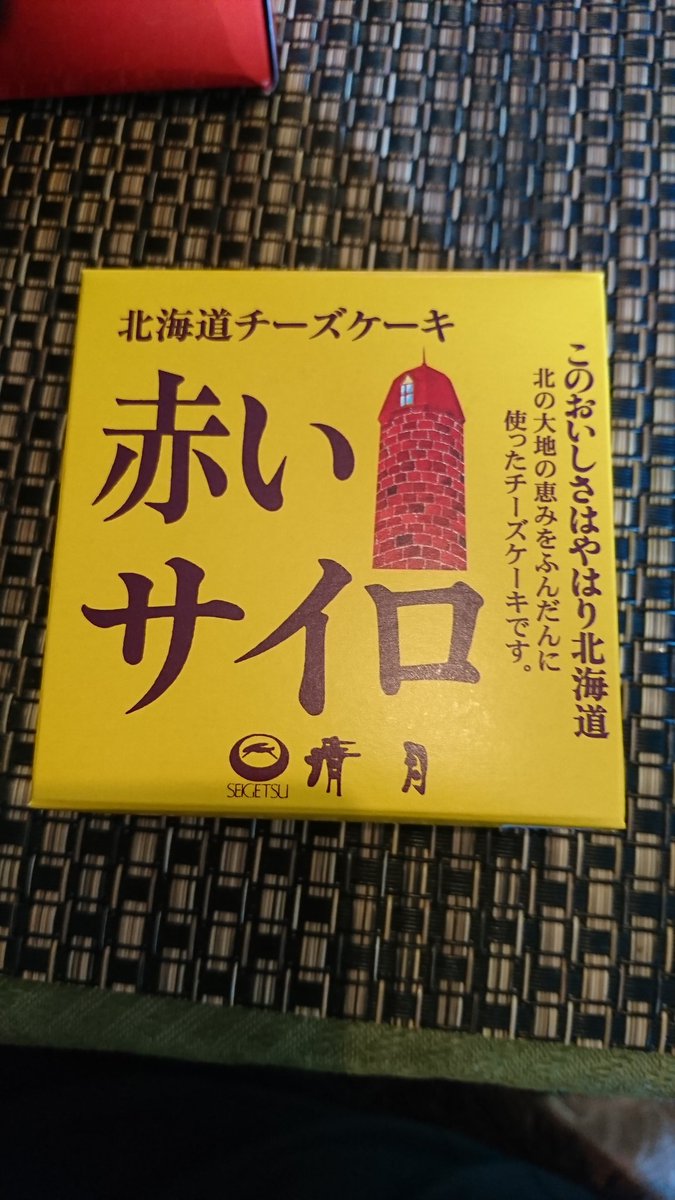 北海道チーズケーキ
赤い
サイロ
このおいしさはやはり北海道
北の大地の恵みをふんだんに
使ったチーズケーキです。
SEIGETSU
清月